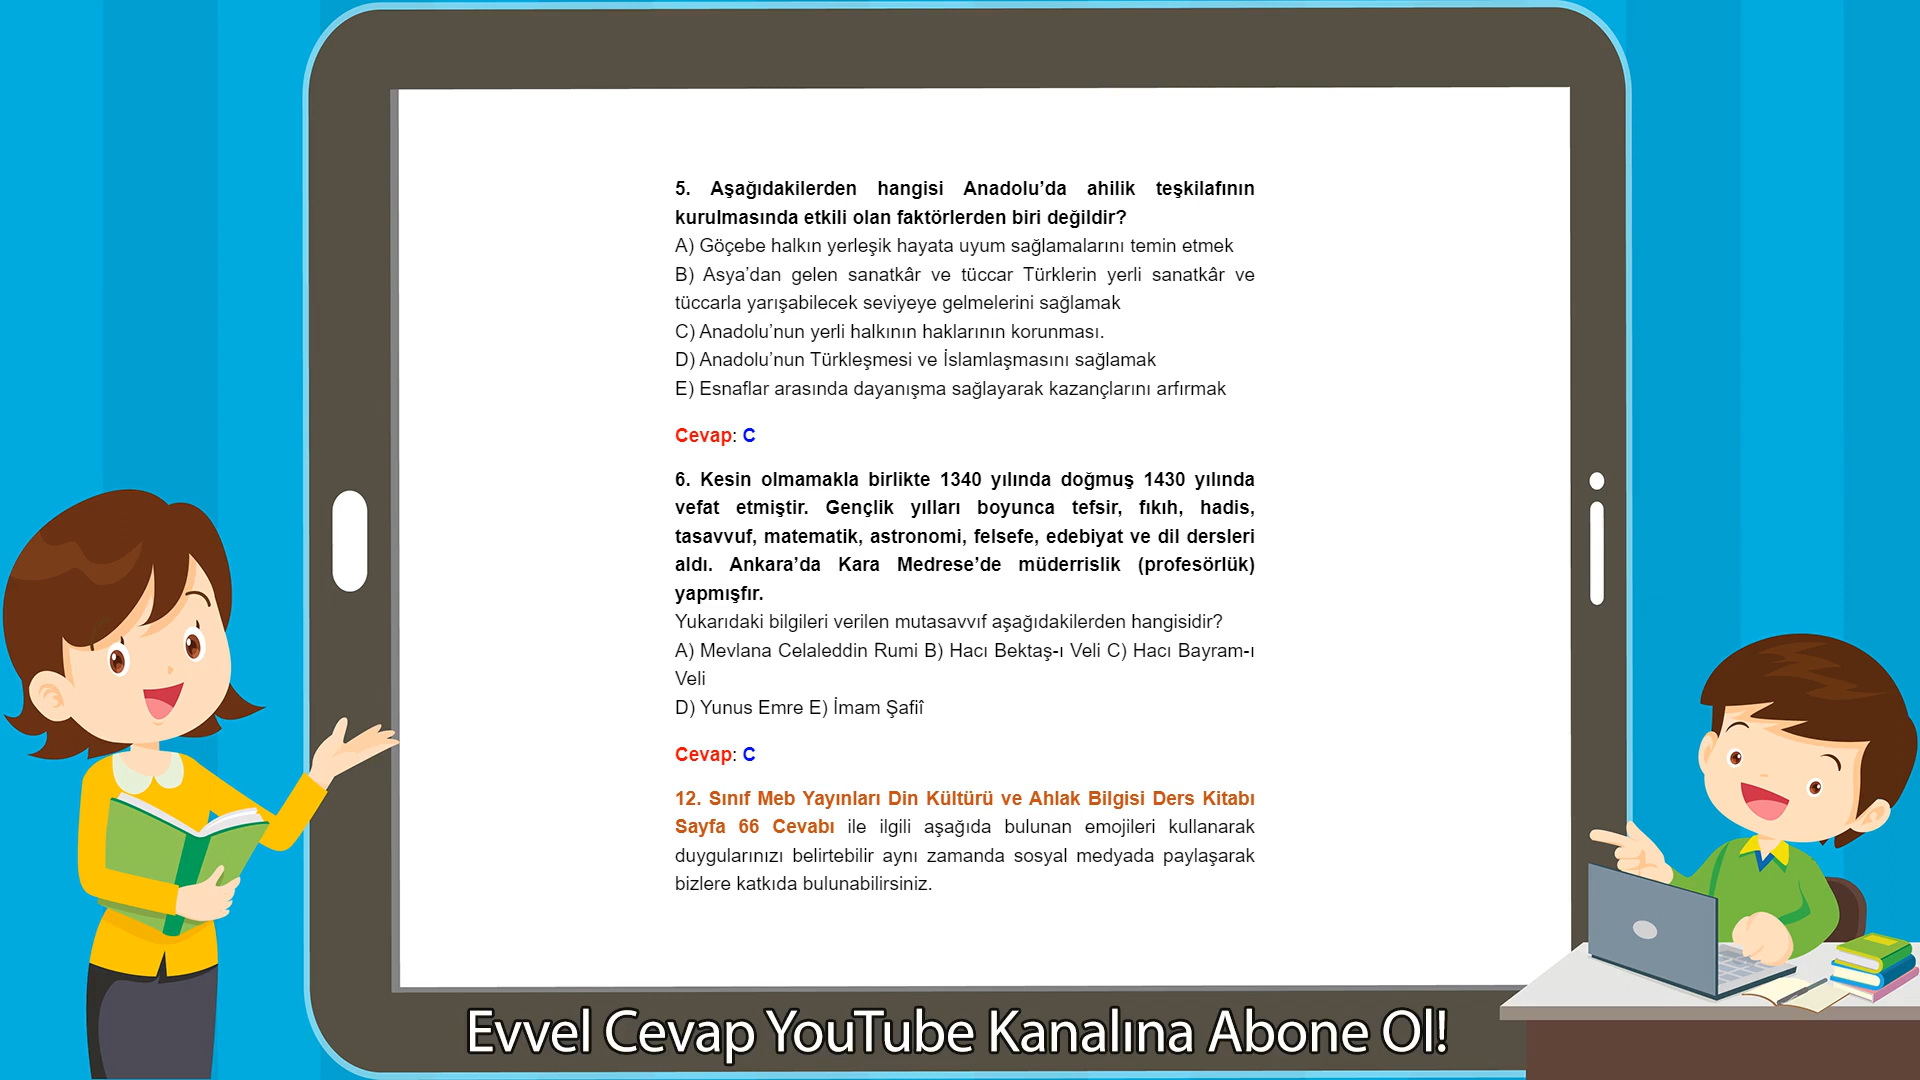 5. Aşağıdakilerden hangisi Anadolu’da ahilik teşkilafının
kurulmasında etkili olan faktörlerden biri değildir?
A) Göçebe halkın yerleşik hayata uyum sağlamalarını temin etmek
B) Asya’dan gelen sanatkâr ve tüccar Türklerin yerli sanatkâr ve
tüccarla yarışabilecek seviyeye gelmelerini sağlamak
C) Anadolu’nun yerli halkının haklarının korunması.
D) Anadolu’nun Türkleşmesi ve İslamlaşmasını sağlamak
E) Esnaflar arasında dayanışma sağlayarak kazançlarını arfırmak
Cevap: C
6. Kesin olmamakla birlikte 1340 yılında doğmuş 1430 yılında
vefat etmiştir. Gençlik yılları boyunca tefsir, fıkıh, hadis,
tasavvuf, matematik, astronomi, felsefe, edebiyat ve dil dersleri
aldı. Ankara’da Kara Medrese’de müderrislik (profesörlük)
yapmışfır.
Yukarıdaki bilgileri verilen mutasavvıf aşağıdakilerden hangisidir?
A) Mevlana Celaleddin Rumi B) Hacı Bektaş-ı Veli C) Hacı Bayram-ı
Veli
D) Yunus Emre E) İmam Şafiî
Cevap: C
12. Sınıf Meb Yayınları Din Kültürü ve Ahlak Bilgisi Ders Kitabı
Sayfa 66 Cevabı ile ilgili aşağıda bulunan emojileri kullanarak
duygularınızı belirtebilir aynı zamanda sosyal medyada paylaşarak
bizlere katkıda bulunabilirsiniz.
Evvel Cevap YouTube Kanalına Abone Ol!